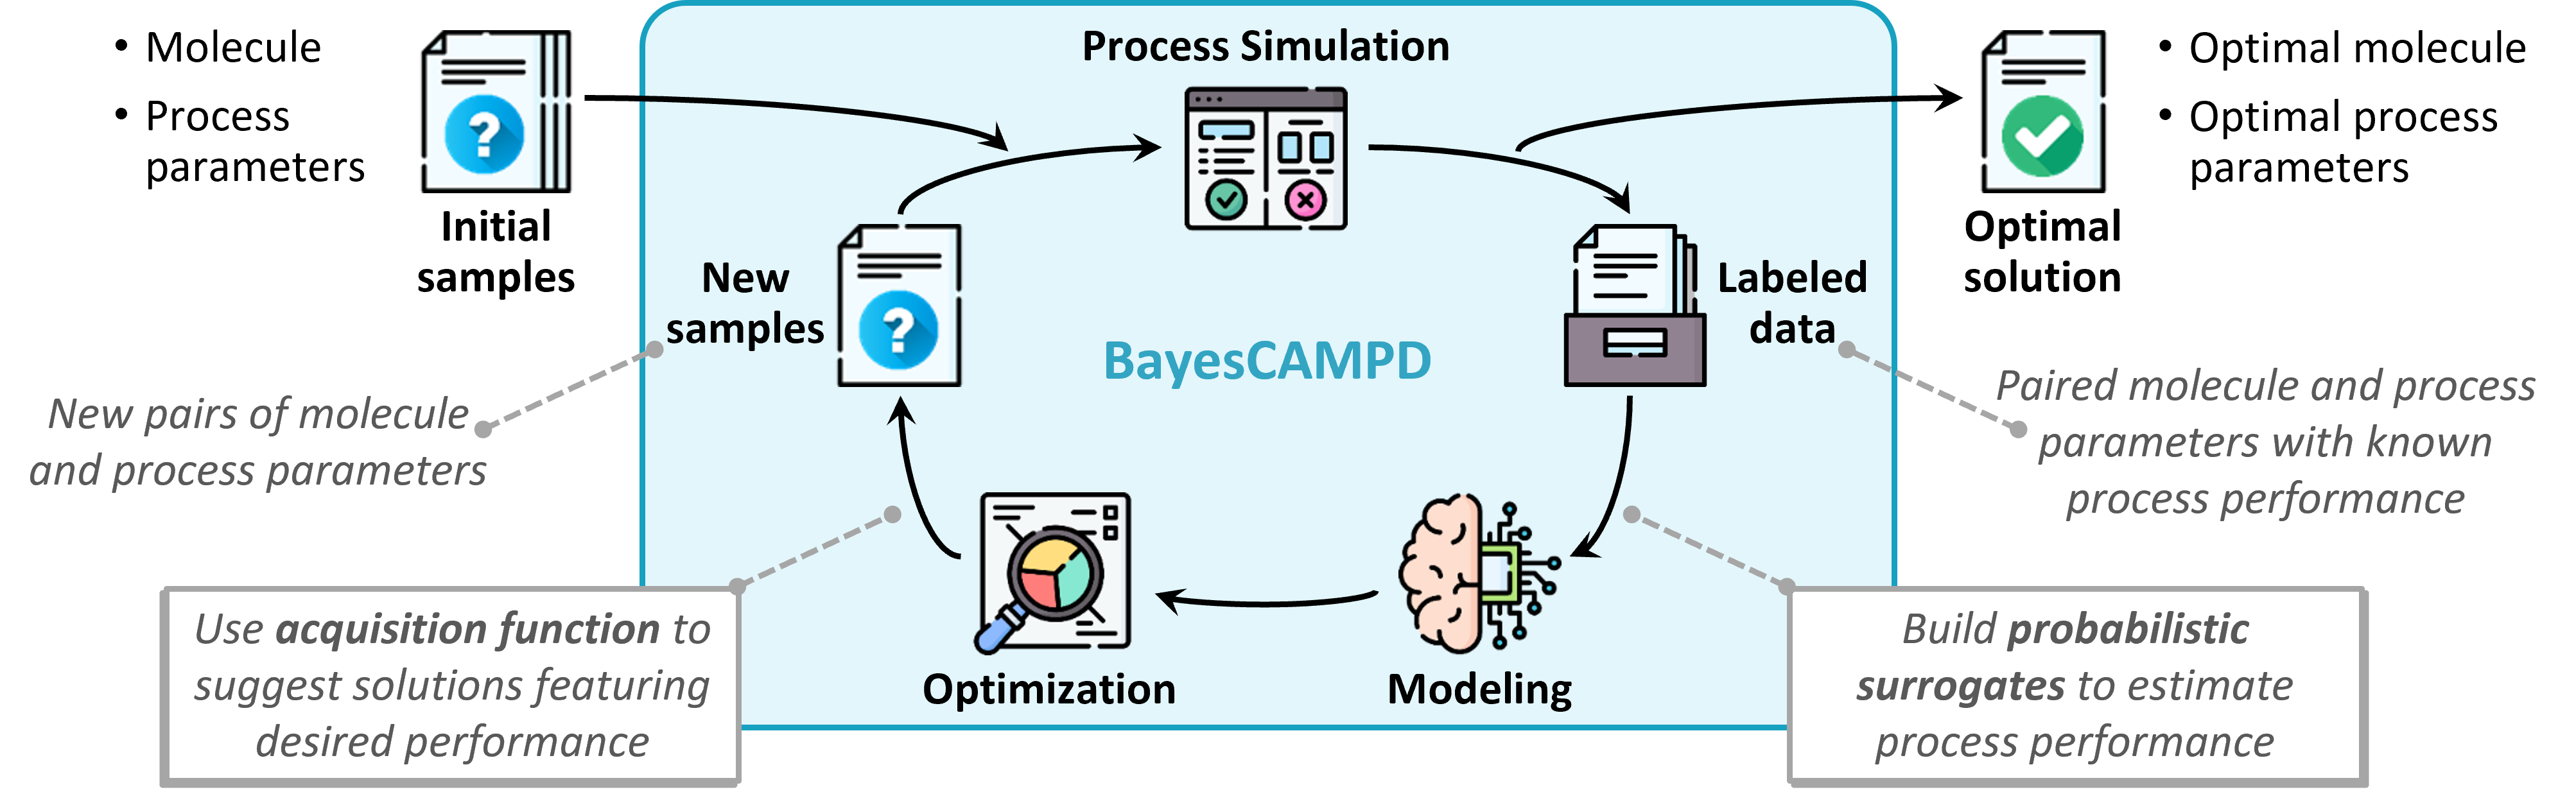 • Molecule
• Process
parameters
Initial
samples
Process Simulation
Optimal
solution
• Optimal molecule
• Optimal process
parameters
New
samples
BayesCAMPD
Labeled
data
New pairs of molecule
and process parameters
Paired molecule and process
parameters with known
process performance
Optimization
Modeling
Use acquisition function to
suggest solutions featuring
desired performance
Build probabilistic
surrogates to estimate
process performance